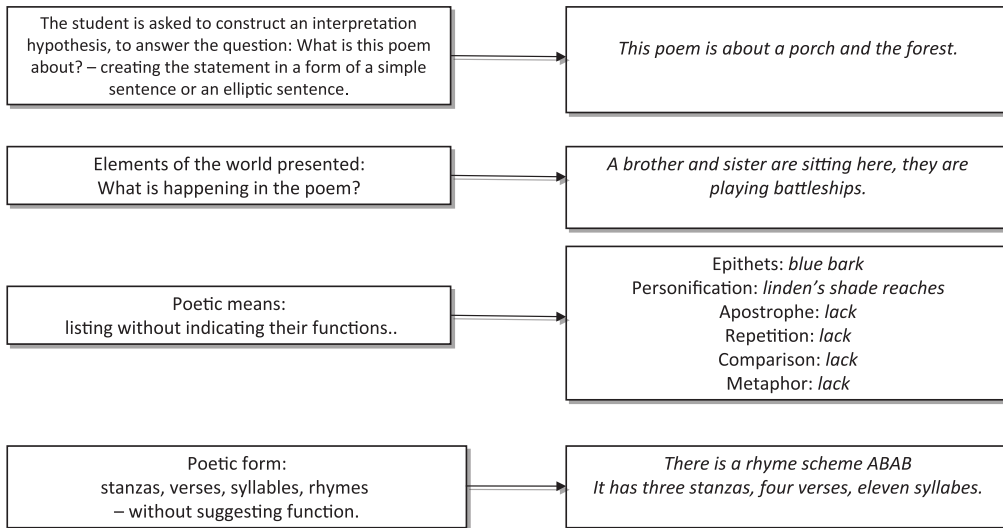 The student is asked to construct an interpretation
hypothesis, to answer the question: What is this poem
about? – creating the statement in a form of a simple
sentence or an elliptic sentence.
This poem is about a porch and the forest.
Elements of the world presented:
What is happening in the poem?
A brother and sister are sitting here, they are
playing battleships.
Poetic means:
listing without indicating their functions..
Epithets: blue bark
Personification: linden’s shade reaches
Apostrophe: lack
Repetition: lack
Comparison: lack
Metaphor: lack
Poetic form:
stanzas, verses, syllables, rhymes
– without suggesting function.
There is a rhyme scheme ABAB
It has three stanzas, four verses, eleven syllabes.